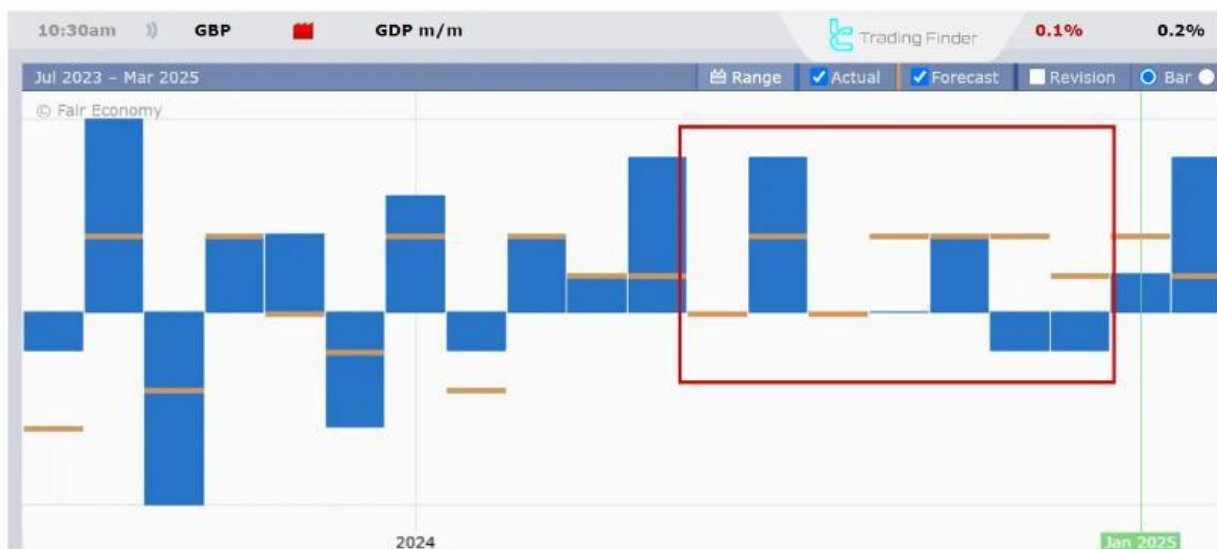 10:30am GBP GDP m/m Trading Finder 0.1% 0.2%
Jul 2023 – Mar 2025 Range Actual Forecast Revision Bar
© Fair Economy
2024 Jan 2025